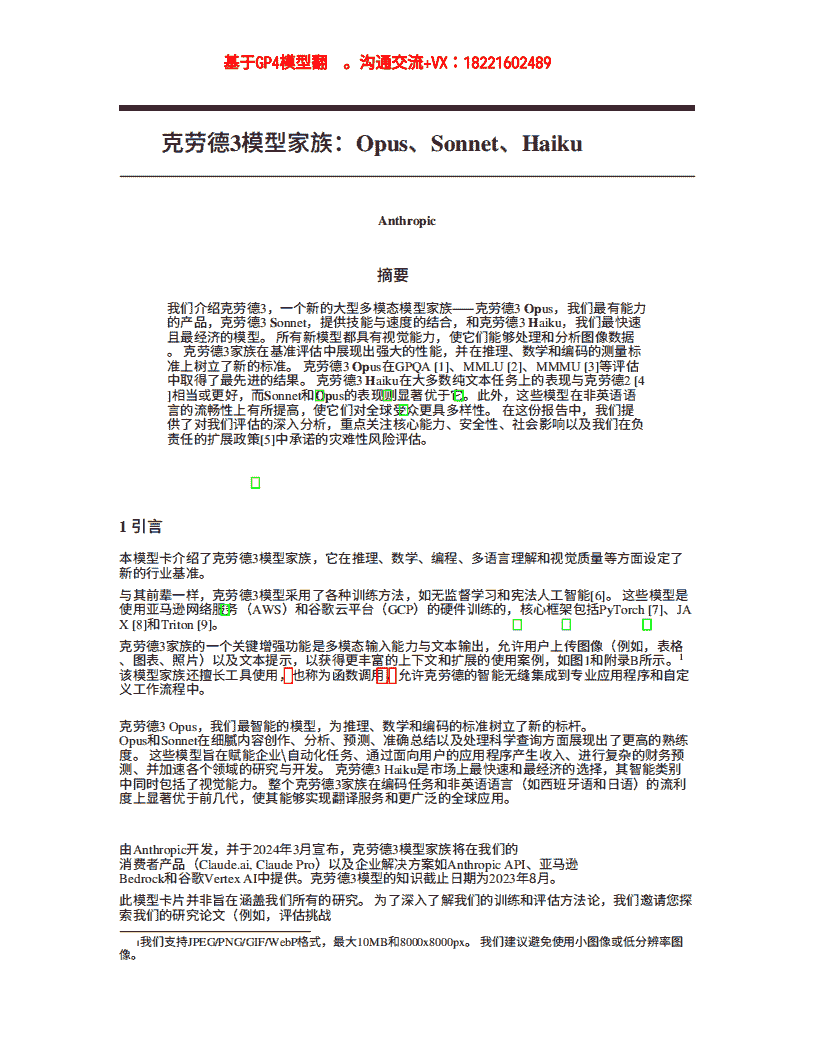 基于GP4模型翻 。沟通交流+VX：18221602489
克劳德3模型家族：Opus、Sonnet、Haiku
Anthropic
摘要
我们介绍克劳德3，一个新的大型多模态模型家族——克劳德3 Opus，我们最有能力
的产品，克劳德3 Sonnet，提供技能与速度的结合，和克劳德3 Haiku，我们最快速
且最经济的模型。 所有新模型都具有视觉能力，使它们能够处理和分析图像数据
。 克劳德3家族在基准评估中展现出强大的性能，并在推理、数学和编码的测量标
准上树立了新的标准。 克劳德3 Opus在GPQA [1]、MMLU [2]、MMMU [3]等评估
中取得了最先进的结果。 克劳德3 Haiku在大多数纯文本任务上的表现与克劳德2 [4
]相当或更好，而Sonnet和Opus的表现则显著优于它。此外，这些模型在非英语语
言的流畅性上有所提高，使它们对全球受众更具多样性。 在这份报告中，我们提
供了对我们评估的深入分析，重点关注核心能力、安全性、社会影响以及我们在负
责任的扩展政策[5]中承诺的灾难性风险评估。
1 引言
本模型卡介绍了克劳德3模型家族，它在推理、数学、编程、多语言理解和视觉质量等方面设定了
新的行业基准。
与其前辈一样，克劳德3模型采用了各种训练方法，如无监督学习和宪法人工智能[6]。 这些模型是
使用亚马逊网络服务（AWS）和谷歌云平台（GCP）的硬件训练的，核心框架包括PyTorch [7]、JA
X [8]和Triton [9]。
克劳德3家族的一个关键增强功能是多模态输入能力与文本输出，允许用户上传图像（例如，表格
、图表、照片）以及文本提示，以获得更丰富的上下文和扩展的使用案例，如图1和附录B所示。1
该模型家族还擅长工具使用，也称为函数调用，允许克劳德的智能无缝集成到专业应用程序和自定
义工作流程中。
克劳德3 Opus，我们最智能的模型，为推理、数学和编码的标准树立了新的标杆。
Opus和Sonnet在细腻内容创作、分析、预测、准确总结以及处理科学查询方面展现出了更高的熟练
度。 这些模型旨在赋能企业\自动化任务、通过面向用户的应用程序产生收入、进行复杂的财务预
测、并加速各个领域的研究与开发。 克劳德3 Haiku是市场上最快速和最经济的选择，其智能类别
中同时包括了视觉能力。 整个克劳德3家族在编码任务和非英语语言（如西班牙语和日语）的流利
度上显著优于前几代，使其能够实现翻译服务和更广泛的全球应用。
由Anthropic开发，并于2024年3月宣布，克劳德3模型家族将在我们的
消费者产品（Claude.ai, Claude Pro）以及企业解决方案如Anthropic API、亚马逊
Bedrock和谷歌Vertex AI中提供。克劳德3模型的知识截止日期为2023年8月。
此模型卡片并非旨在涵盖我们所有的研究。 为了深入了解我们的训练和评估方法论，我们邀请您探
索我们的研究论文（例如，评估挑战
1我们支持JPEG/PNG/GIF/WebP格式，最大10MB和8000x8000px。 我们建议避免使用小图像或低分辨率图
像。